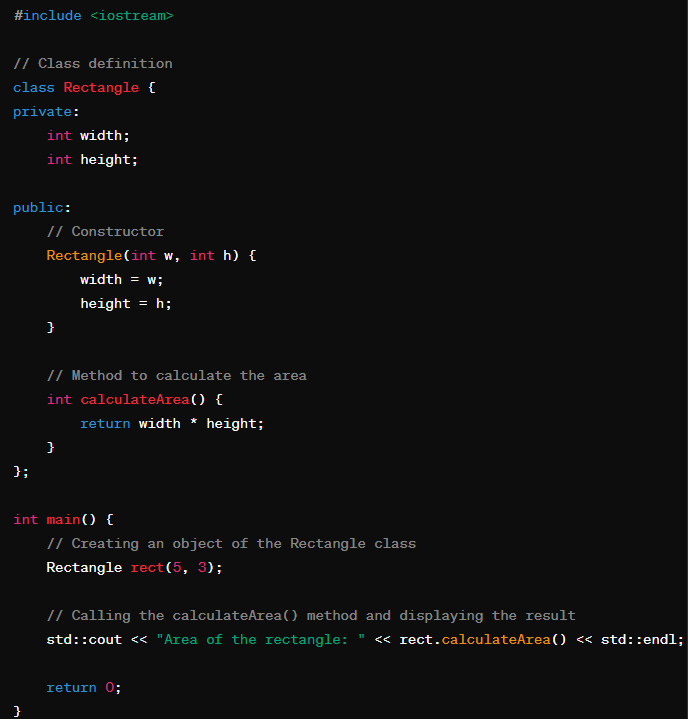 #include <iostream>

// Class definition
class Rectangle {
private:
    int width;
    int height;

public:
    // Constructor
    Rectangle(int w, int h) {
        width = w;
        height = h;
    }

    // Method to calculate the area
    int calculateArea() {
        return width * height;
    }
};

int main() {
    // Creating an object of the Rectangle class
    Rectangle rect(5, 3);

    // Calling the calculateArea() method and displaying the result
    std::cout << "Area of the rectangle: " << rect.calculateArea() << std::endl;

    return 0;
}